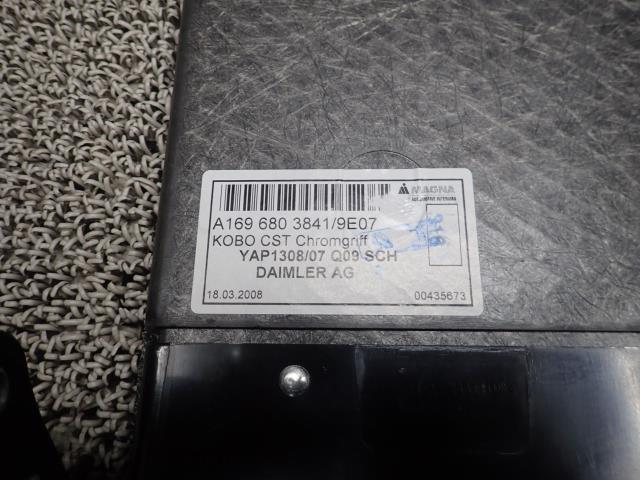 MAGNA
A169 680 3841/9E07
KOBO CST Chromgriff
YAP1308/07 Q09 SCH
DAIMLER AG
18.03.2008
00435673